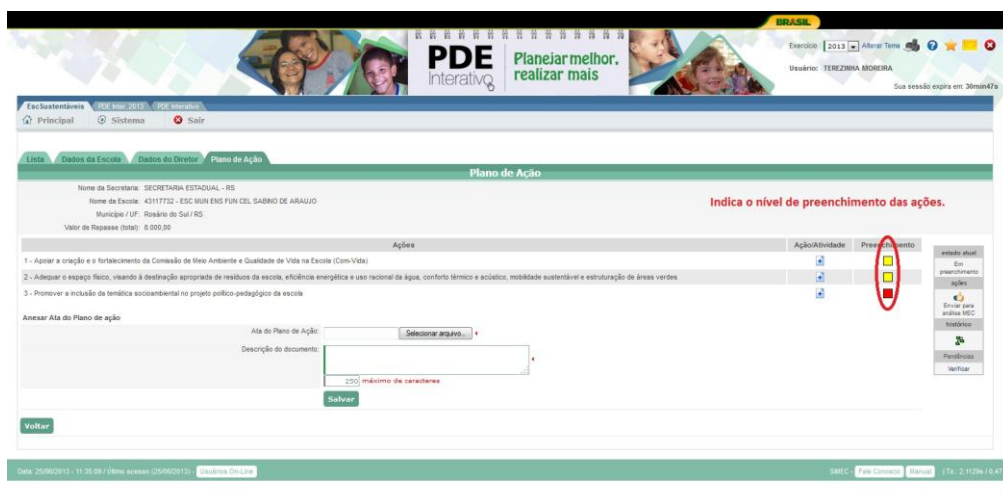 BRASIL
PDE
Interativo
Planejar melhor,
realizar mais
Exercício: 2013 Alterar Tema
Usuário: TEREZINHA MOREIRA
Sua sessão expira em: 30min47s
EscSustentáveis PDE Inter. 2013 PDE Interativo
Principal Sistema Sair
Lista Dados da Escola Dados do Diretor Plano de Ação
Plano de Ação
Nome da Secretaria: SECRETARIA ESTADUAL - RS
Nome da Escola: 43117732 - ESC MUN ENS FUN CEL SABINO DE ARAUJO
Município / UF: Rosário do Sul / RS
Valor de Repasse (total): 8.000,00
Indica o nível de preenchimento das ações.
Ações Ação/Atividade Preenchimento
1 - Apoiar a criação e o fortalecimento da Comissão de Meio Ambiente e Qualidade de Vida na Escola (Com-Vida)
2 - Adequar o espaço físico, visando à destinação apropriada de resíduos da escola, eficiência energética e uso racional da água, conforto térmico e acústico, mobilidade sustentável e estruturação de áreas verdes
3 - Promover a inclusão da temática socioambiental no projeto político-pedagógico da escola
estado atual
Em
preenchimento
ações
Enviar para
análise MEC
histórico
Pendências
Verificar
Anexar Ata do Plano de ação
Ata do Plano de Ação: Selecionar arquivo...
Descrição do documento:
250 máximo de caracteres
Salvar
Voltar
Data: 25/06/2013 - 11:35:09 / Último acesso (25/06/2013) - Usuários On-Line SIMEC - Fale Conosco Manual | Tx.: 2,1129s / 0,47